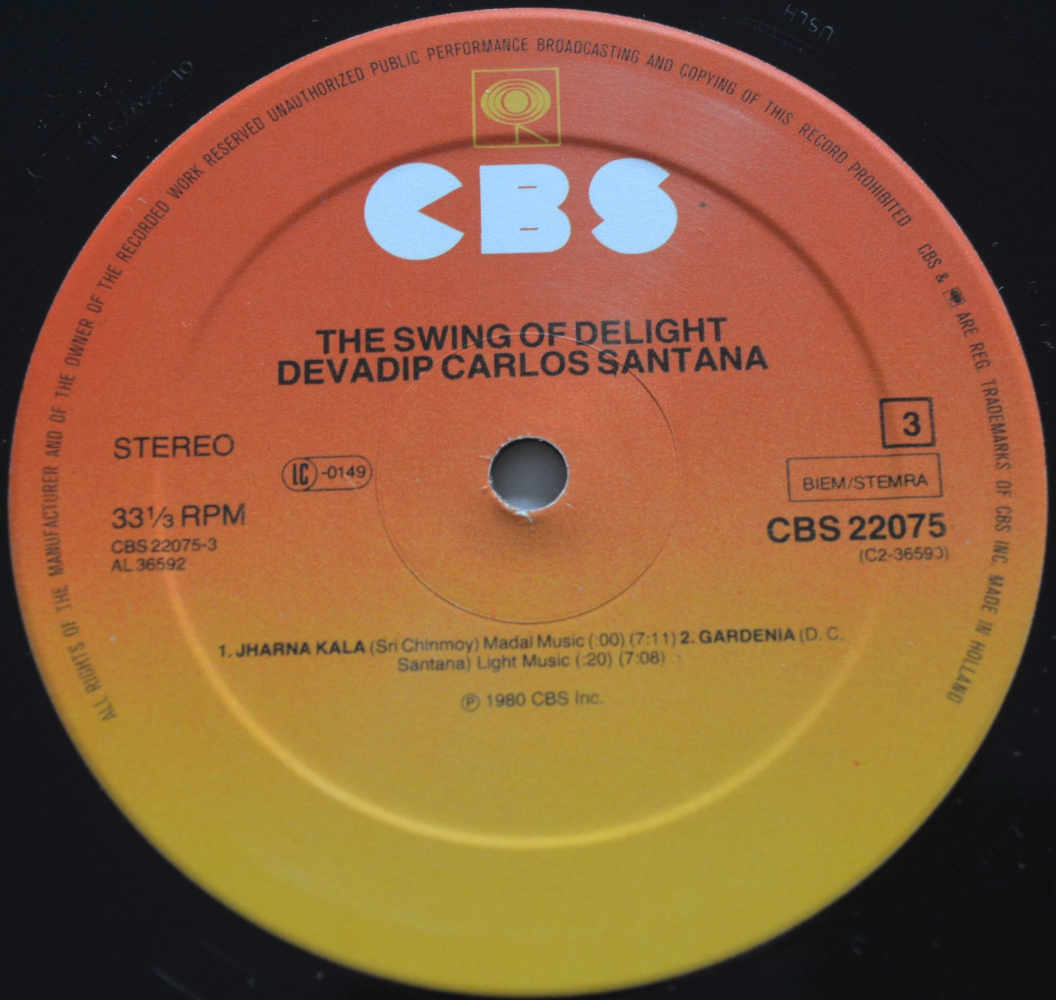 ALL RIGHTS OF THE MANUFACTURER AND OF THE OWNER OF THE RECORDED WORK RESERVED UNAUTHORIZED PUBLIC PERFORMANCE BROADCASTING AND COPYING OF THIS RECORD PROHIBITED CBS & ARE REG TRADEMARKS OF CBS INC. MADE IN HOLLAND
CBS
THE SWING OF DELIGHT
DEVADIP CARLOS SANTANA
STEREO
3
LC -0149
BIEM/STEMRA
33 1/3 RPM
CBS 22075
CBS 22075-3
(C2-36590)
AL 36592
1. JHARNA KALA (Sri Chinmoy) Madal Music (:00) (7:11) 2. GARDENIA (D. C.
Santana) Light Music (:20) (7:08)
℗ 1980 CBS Inc.